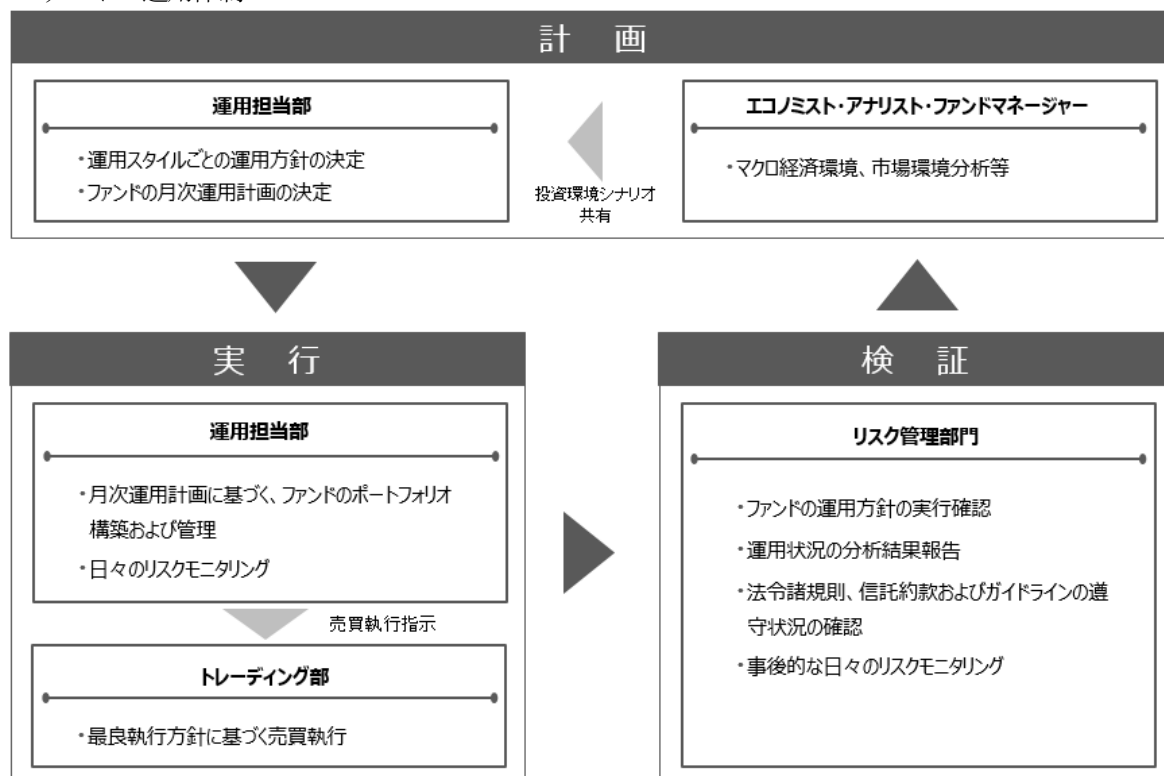 計 画
運用担当部
・運用スタイルごとの運用方針の決定
・ファンドの月次運用計画の決定
投資環境シナリオ
共有
エコノミスト・アナリスト・ファンドマネージャー
・マクロ経済環境、市場環境分析等
実 行
運用担当部
・月次運用計画に基づく、ファンドのポートフォリオ
構築および管理
・日々のリスクモニタリング
売買執行指示
トレーディング部
・最良執行方針に基づく売買執行
検 証
リスク管理部門
・ファンドの運用方針の実行確認
・運用状況の分析結果報告
・法令諸規則、信託約款およびガイドラインの遵
守状況の確認
・事後的な日々のリスクモニタリング